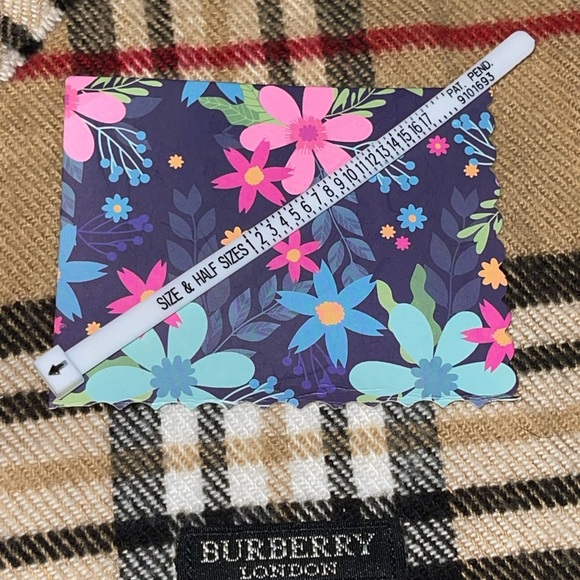 SIZE & HALF SIZES 1 2 3 4 5 6 7 8 9 10 11 12 13 14 15 16 17
PAT. PEND.
9101693
BURBERRY
LONDON